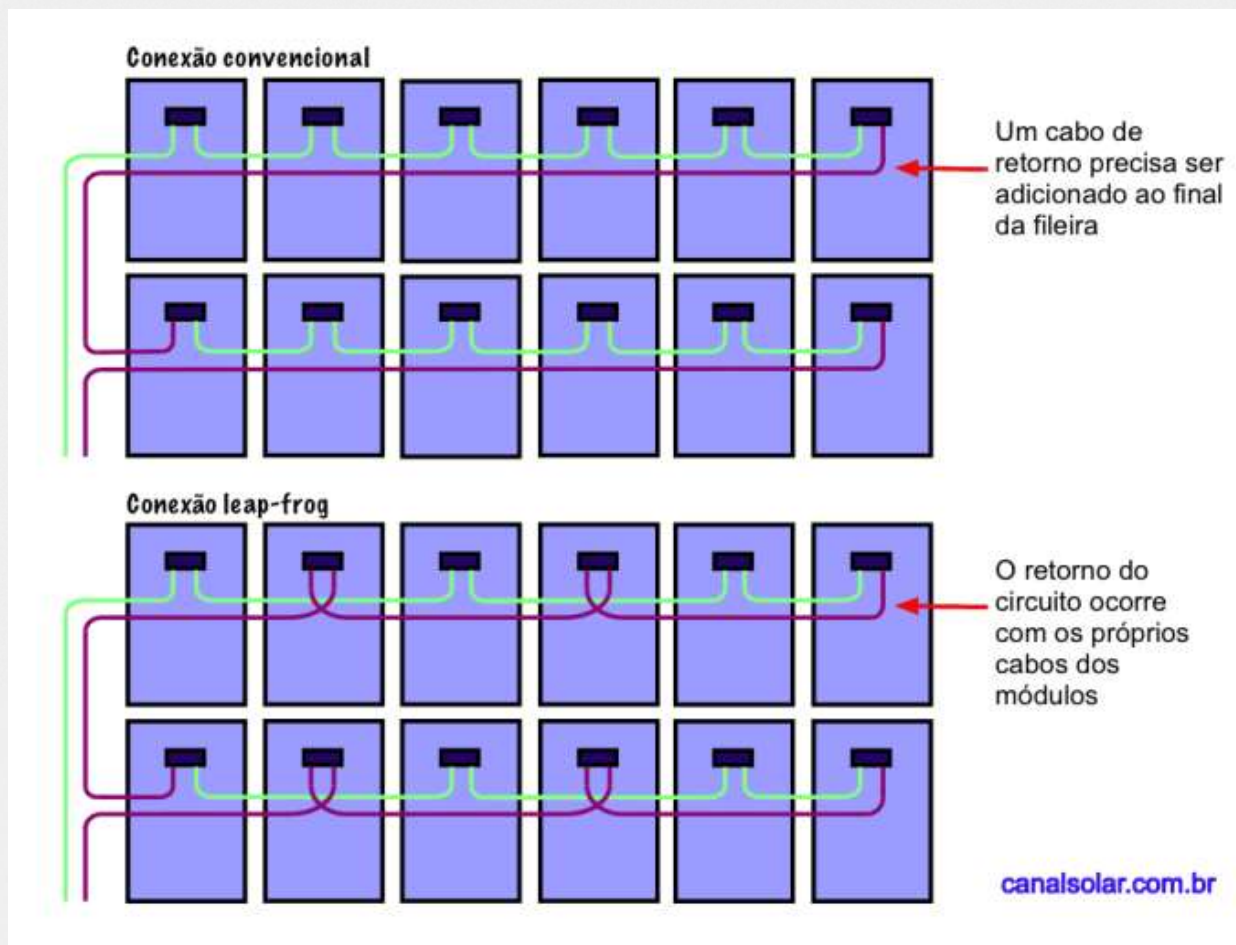 Conexão convencional
Um cabo de
retorno precisa ser
adicionado ao final
da fileira
Conexão leap-frog
O retorno do
circuito ocorre
com os próprios
cabos dos
módulos
canalsolar.com.br